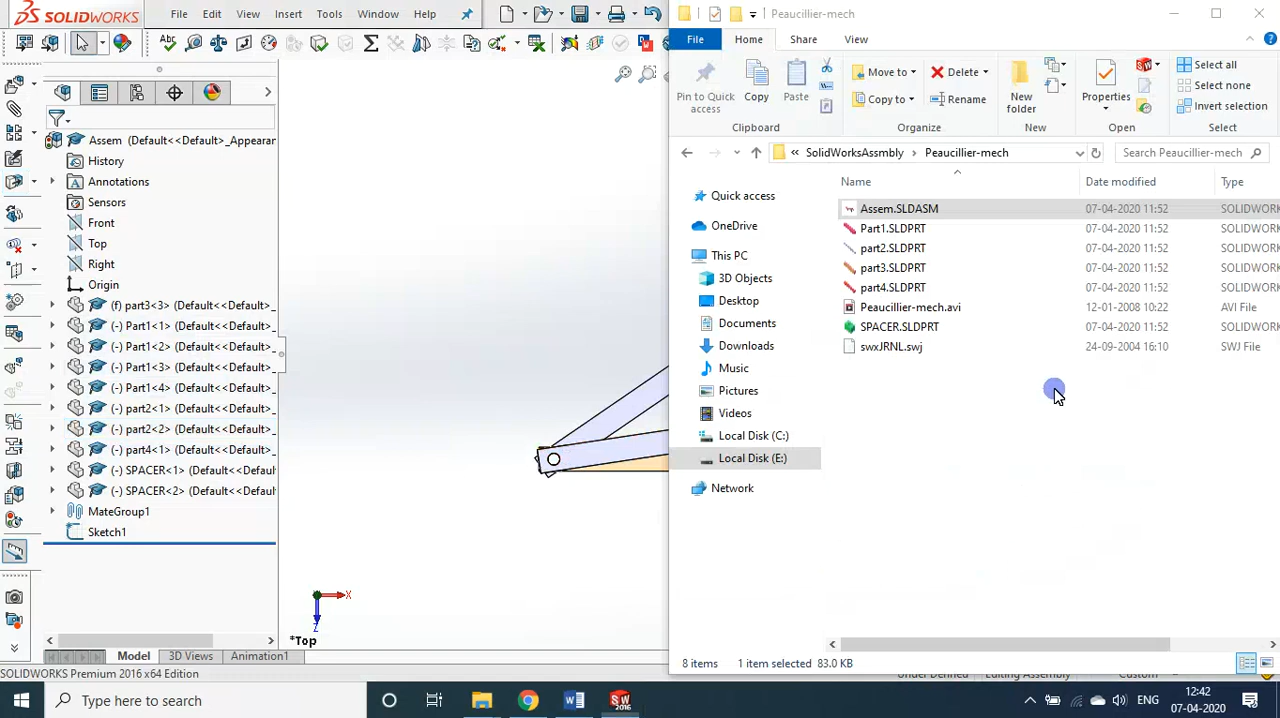 SOLIDWORKS File Edit View Insert Tools Window Help
Assem (Default<<Default>_Appearar
History
Annotations
Sensors
Front
Top
Right
Origin
(f) part3<3> (Default<<Default>_
(-) Part1<1> (Default<<Default>_
(-) Part1<2> (Default<<Default>_
(-) Part1<3> (Default<<Default>_
(-) Part1<4> (Default<<Default>_
(-) part2<1> (Default<<Default>_
(-) part2<2> (Default<<Default>_
(-) part4<1> (Default<<Default>_
(-) SPACER<1> (Default<<Defaul
(-) SPACER<2> (Default<<Defaul
MateGroup1
Sketch1
X
Z
*Top
Model 3D Views Animation1
SOLIDWORKS Premium 2016 x64 Edition
Peaucillier-mech
File Home Share View
Pin to Quick access
Copy
Paste
Clipboard
Move to
Copy to
Delete
Rename
Organize
New folder
New
Properties
Open
Select all
Select none
Invert selection
Select
SolidWorksAssmbly Peaucillier-mech
Search Peaucillier-mech
Quick access
OneDrive
This PC
3D Objects
Desktop
Documents
Downloads
Music
Pictures
Videos
Local Disk (C:)
Local Disk (E:)
Network
Name Date modified Type
Assem.SLDASM 07-04-2020 11:52 SOLIDWORK
Part1.SLDPRT 07-04-2020 11:52 SOLIDWORK
part2.SLDPRT 07-04-2020 11:52 SOLIDWORK
part3.SLDPRT 07-04-2020 11:52 SOLIDWORK
part4.SLDPRT 07-04-2020 11:52 SOLIDWORK
Peaucillier-mech.avi 12-01-2008 10:22 AVI File
SPACER.SLDPRT 07-04-2020 11:52 SOLIDWORK
swxJRNL.swj 24-09-2004 16:10 SWJ File
8 items 1 item selected 83.0 KB
Under Defined Editing Assembly Custom
Type here to search
SW
2016
ENG
12:42
07-04-2020